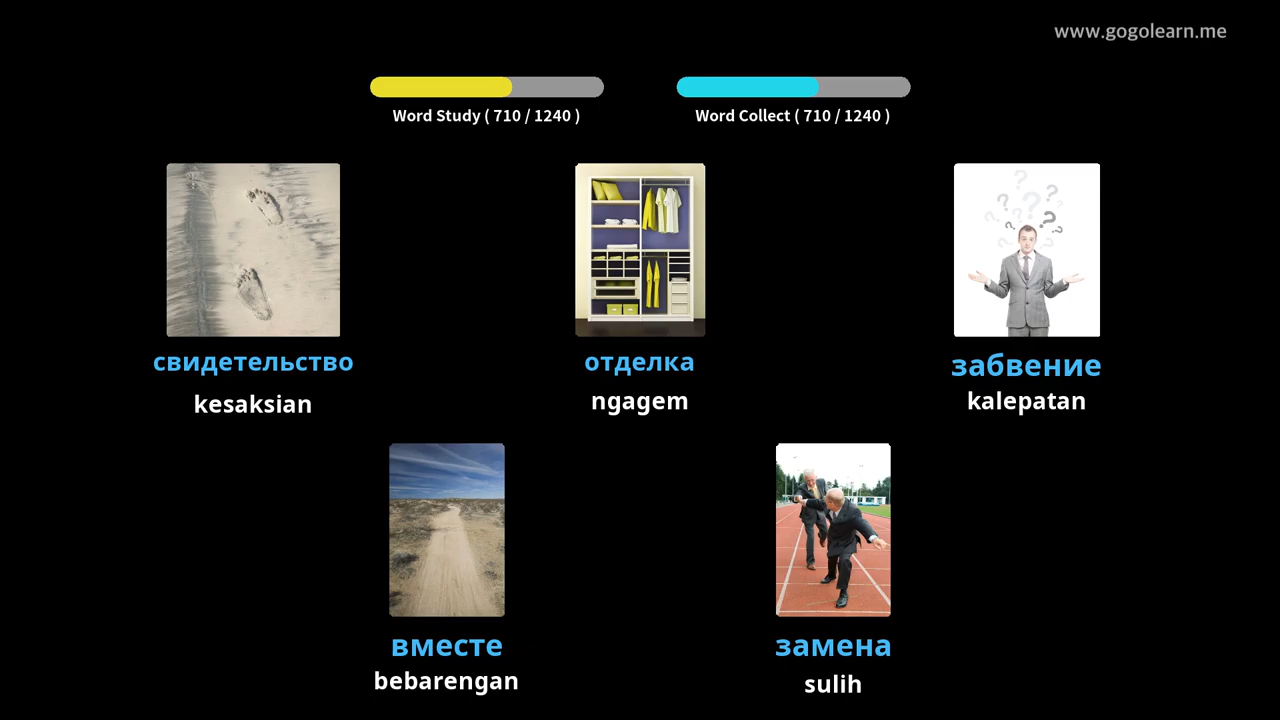 www.gogolearn.me
Word Study ( 710 / 1240 )
Word Collect ( 710 / 1240 )
свидетельство
kesaksian
отделка
ngagem
забвение
kalepatan
вместе
bebarengan
замена
sulih